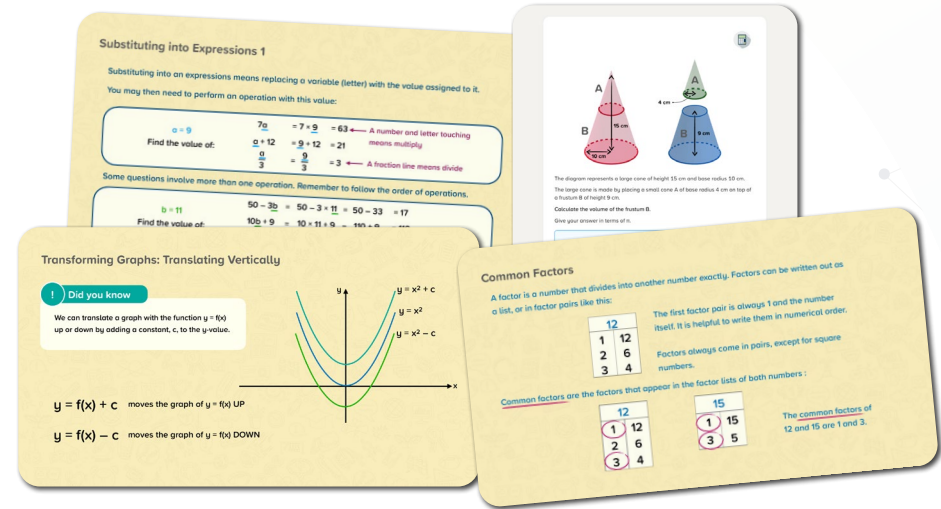 Substituting into Expressions 1
Substituting into an expressions means replacing a variable (letter) with the value assigned to it.
You may then need to perform an operation with this value:
a = 9
Find the value of:
7a = 7 × 9 = 63 A number and letter touching
means multiply
a + 12 = 9 + 12 = 21
a/3 = 9/3 = 3 A fraction line means divide
Some questions involve more than one operation. Remember to follow the order of operations.
b = 11
Find the value of:
50 − 3b = 50 − 3 × 11 = 50 − 33 = 17
10b + 9 = 10 × 11 + 9
A
B
15 cm
10 cm
A
4 cm
B
9 cm
The diagram represents a large cone of height 15 cm and base radius 10 cm.
The large cone is made by placing a small cone A of base radius 4 cm on top of
a frustum B of height 9 cm.
Calculate the volume of the frustum B.
Give your answer in terms of π.
Transforming Graphs: Translating Vertically
! Did you know
We can translate a graph with the function y = f(x)
up or down by adding a constant, c, to the y-value.
y = f(x) + c moves the graph of y = f(x) UP
y = f(x) − c moves the graph of y = f(x) DOWN
y
x
y = x² + c
y = x²
y = x² − c
Common Factors
A factor is a number that divides into another number exactly. Factors can be written out as
a list, or in factor pairs like this:
12
1 12
2 6
3 4
The first factor pair is always 1 and the number
itself. It is helpful to write them in numerical order.
Factors always come in pairs, except for square
numbers.
Common factors are the factors that appear in the factor lists of both numbers :
12
1 12
2 6
3 4
15
1 15
3 5
The common factors of
12 and 15 are 1 and 3.